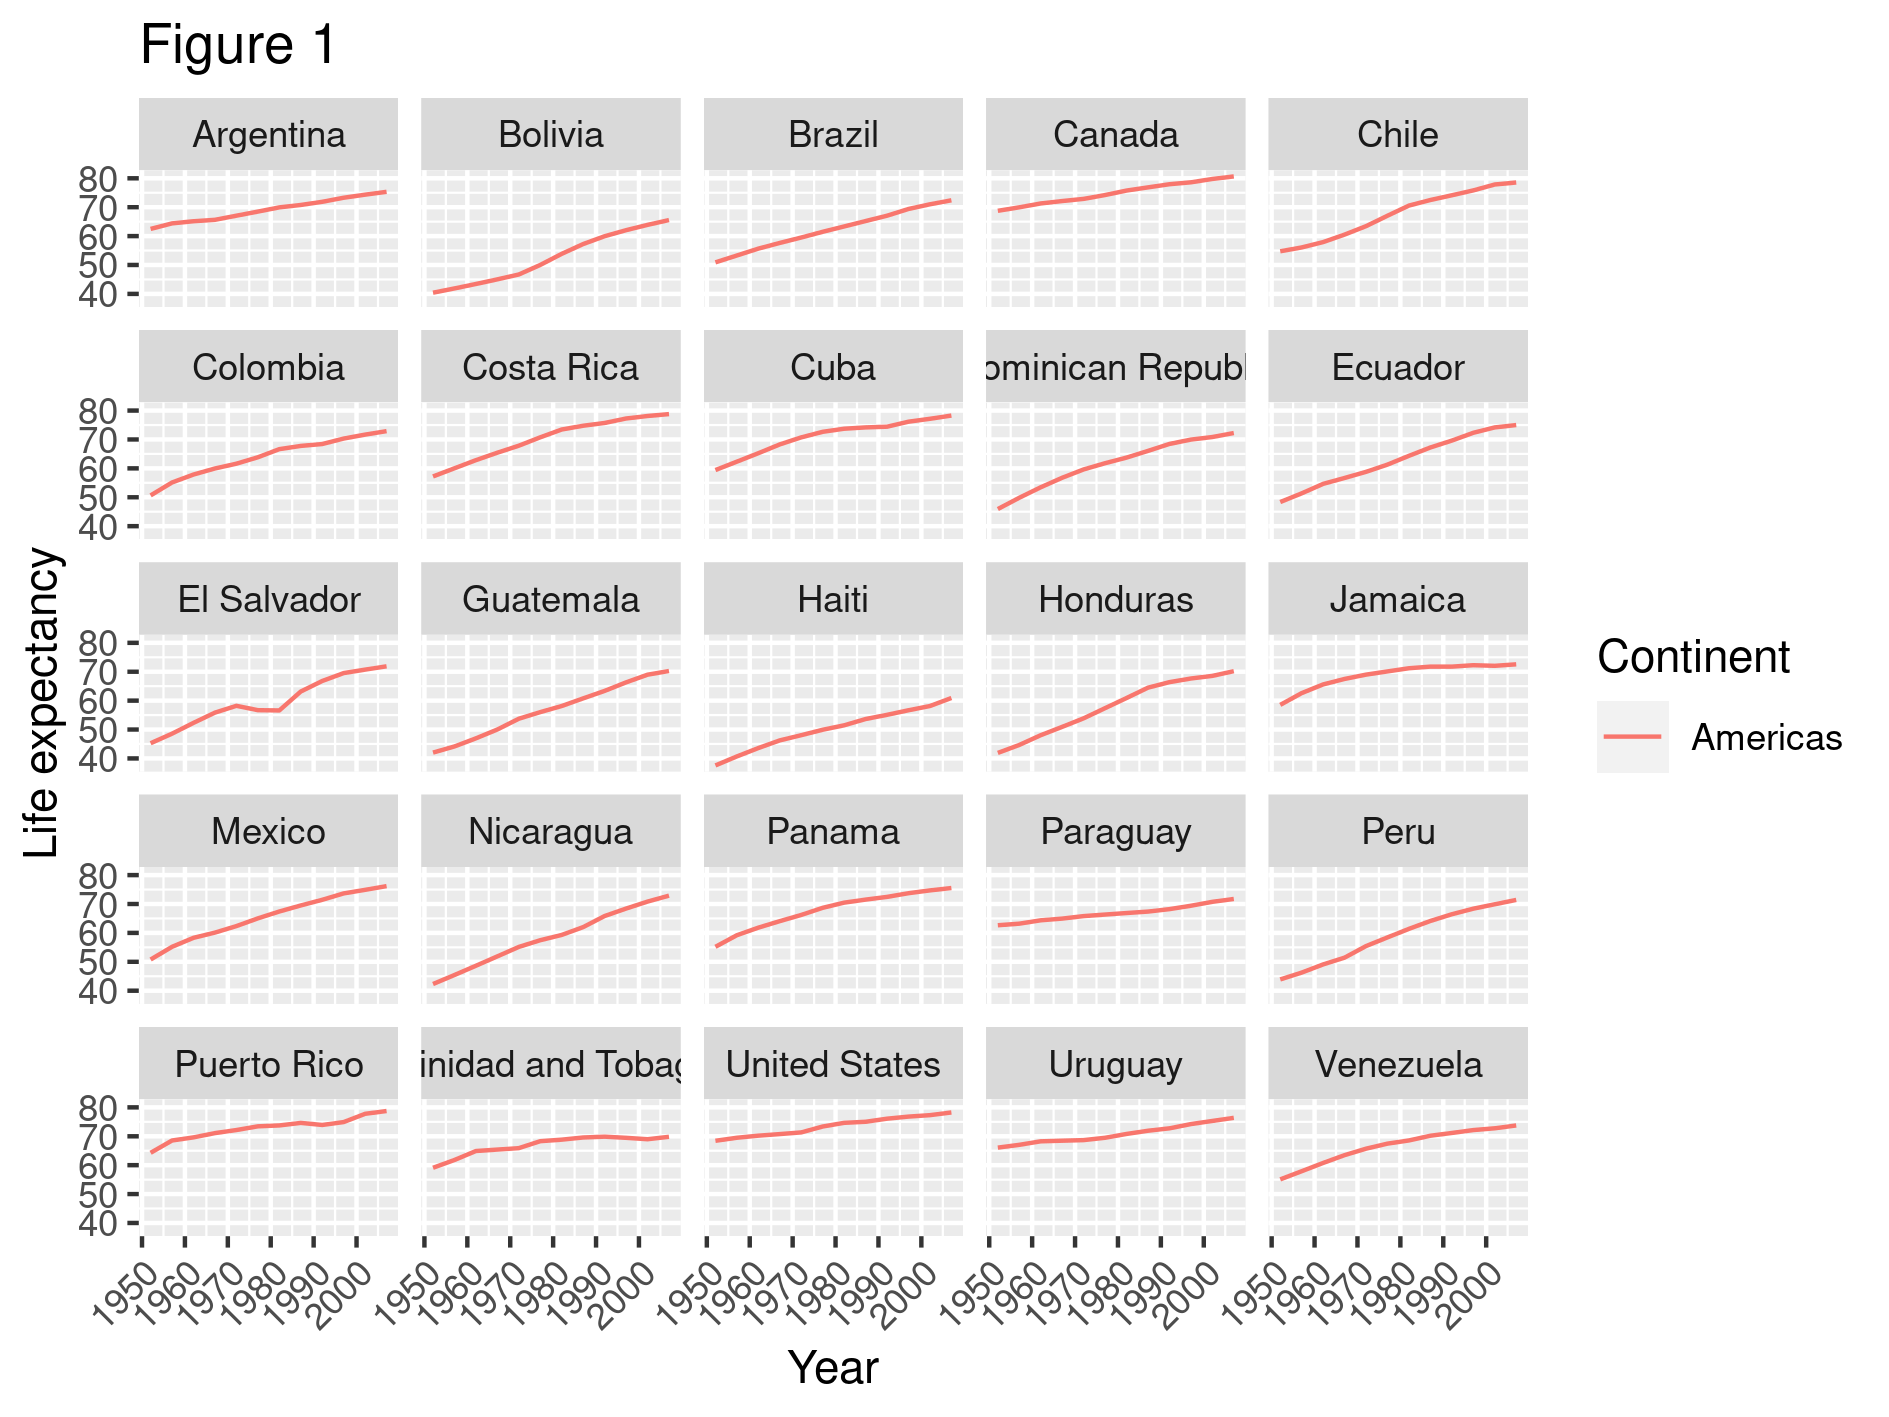 Figure 1
Argentina Bolivia Brazil Canada Chile
80
70
60
50
40
Colombia Costa Rica Cuba ominican Republ Ecuador
80
70
60
50
40
El Salvador Guatemala Haiti Honduras Jamaica
80
70
60
50
40
Mexico Nicaragua Panama Paraguay Peru
80
70
60
50
40
Puerto Rico inidad and Tobag United States Uruguay Venezuela
80
70
60
50
40
1950 1960 1970 1980 1990 2000 1950 1960 1970 1980 1990 2000 1950 1960 1970 1980 1990 2000 1950 1960 1970 1980 1990 2000 1950 1960 1970 1980 1990 2000
Year
Life expectancy
Continent
Americas